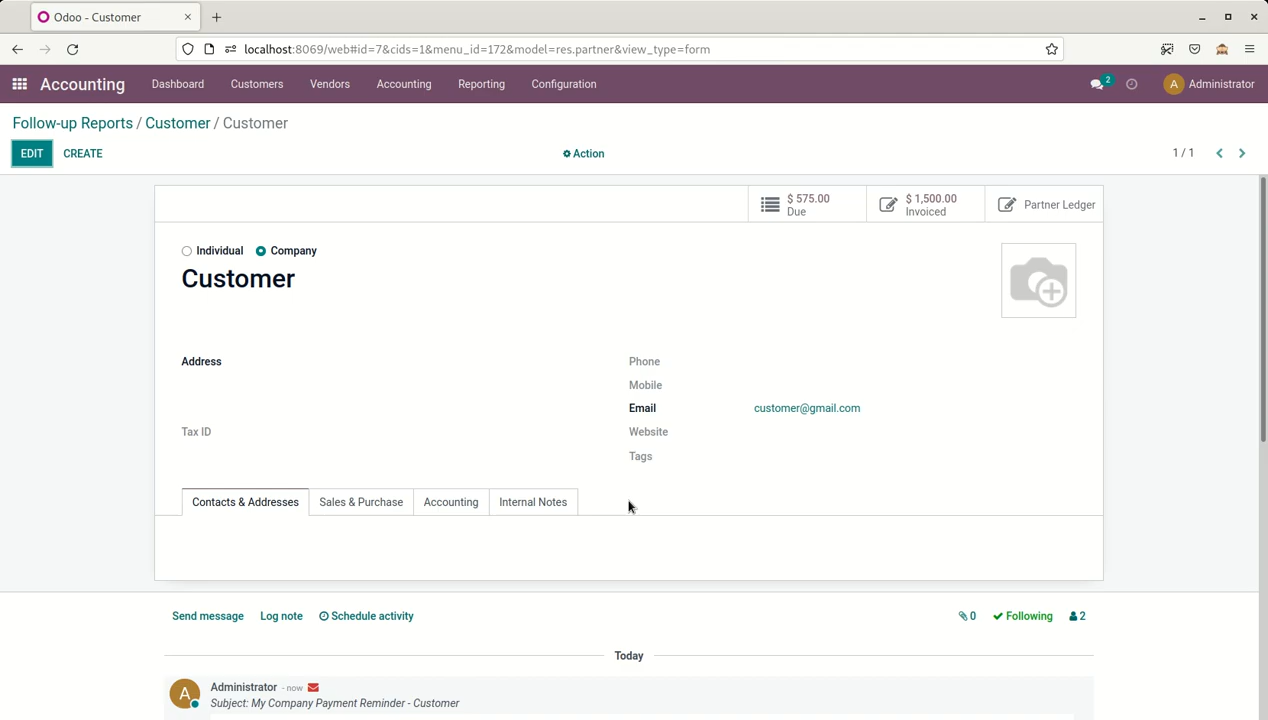 Odoo - Customer
localhost:8069/web#id=7&cids=1&menu_id=172&model=res.partner&view_type=form
Accounting Dashboard Customers Vendors Accounting Reporting Configuration 2 A Administrator
Follow-up Reports / Customer / Customer
EDIT CREATE Action 1 / 1
$ 575.00
Due
$ 1,500.00
Invoiced
Partner Ledger
Individual Company
Customer
Address
Tax ID
Phone
Mobile
Email customer@gmail.com
Website
Tags
Contacts & Addresses Sales & Purchase Accounting Internal Notes
Send message Log note Schedule activity 0 Following 2
Today
A Administrator - now
Subject: My Company Payment Reminder - Customer